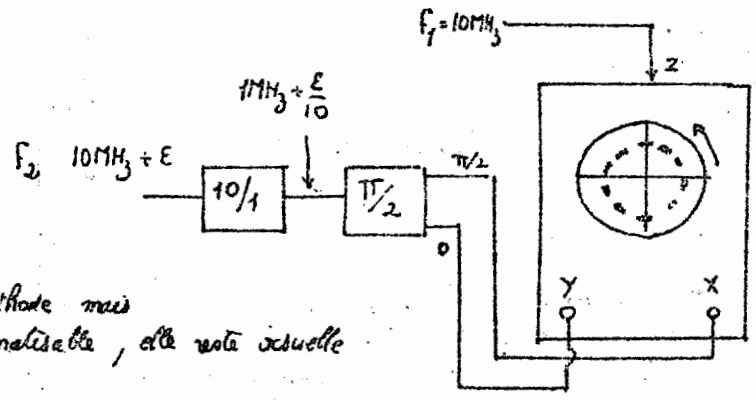 f₁ = 10MHz
Z
1MHz + ε/10
f₂ 10MHz + ε
10/1
π/2
π/2
0
Y
X
thode mais
matisable, elle reste visuelle